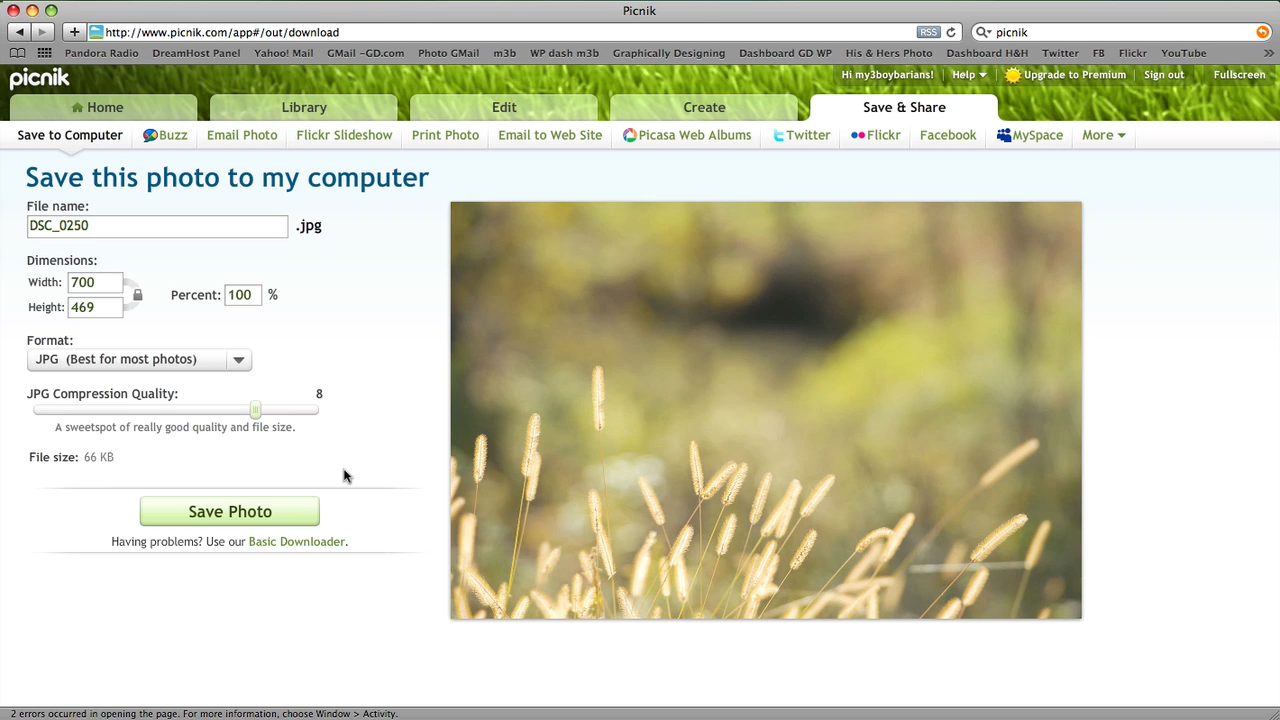 Picnik
http://www.picnik.com/app#/out/download
RSS
picnik
Pandora Radio DreamHost Panel Yahoo! Mail GMail -GD.com Photo GMail m3b WP dash m3b Graphically Designing Dashboard GD WP His & Hers Photo Dashboard H&H Twitter FB Flickr YouTube »
picnik
Hi my3boybarians! Help Upgrade to Premium Sign out Fullscreen
Home Library Edit Create Save & Share
Save to Computer Buzz Email Photo Flickr Slideshow Print Photo Email to Web Site Picasa Web Albums Twitter Flickr Facebook MySpace More
Save this photo to my computer
File name:
DSC_0250 .jpg
Dimensions:
Width: 700
Percent: 100 %
Height: 469
Format:
JPG (Best for most photos)
JPG Compression Quality: 8
A sweetspot of really good quality and file size.
File size: 66 KB
Save Photo
Having problems? Use our Basic Downloader.
2 errors occurred in opening the page. For more information, choose Window > Activity.